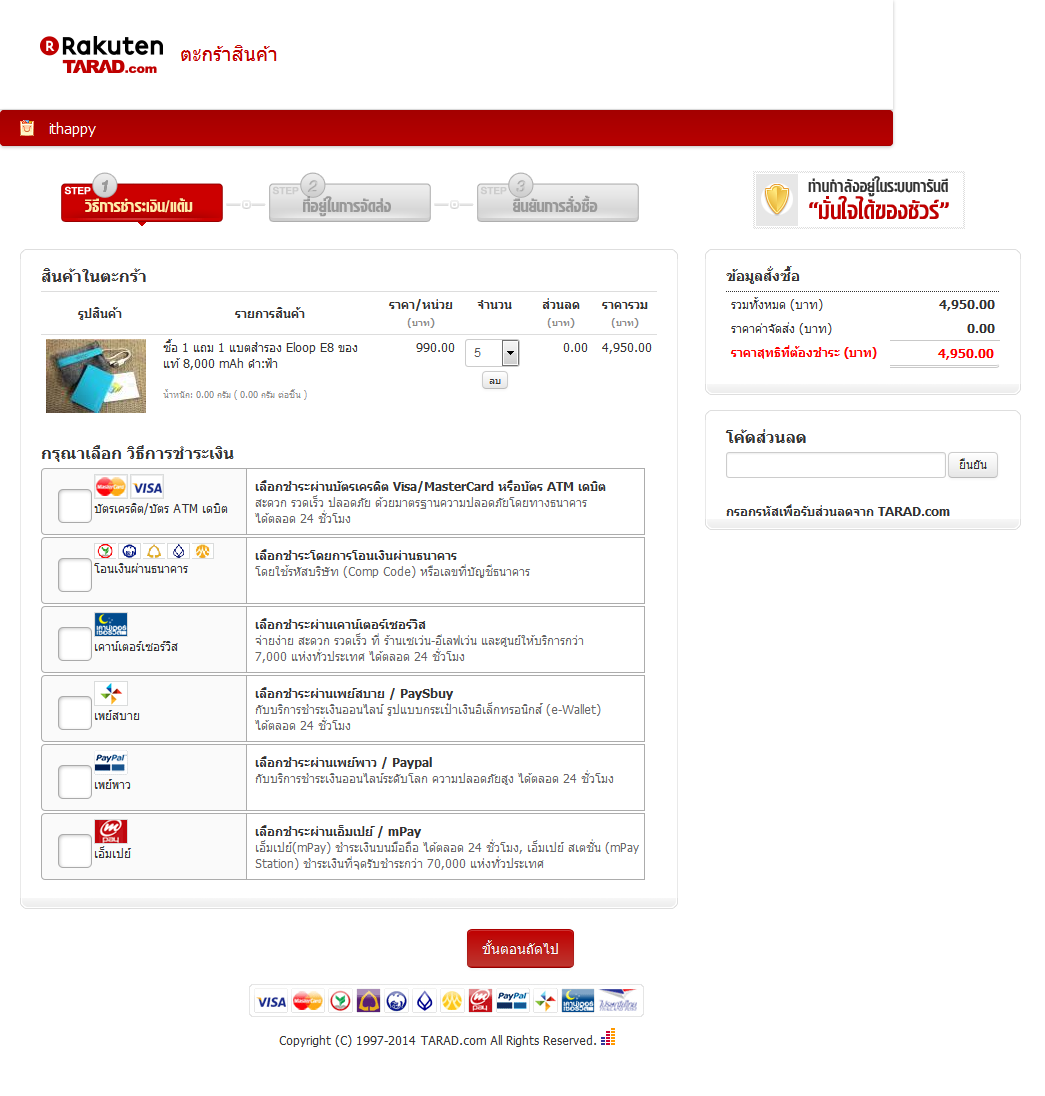 Rakuten
TARAD.com
ตะกร้าสินค้า
ithappy
STEP 1
วิธีการชำระเงิน/แต้ม
STEP 2
ที่อยู่ในการจัดส่ง
STEP 3
ยืนยันการสั่งซื้อ
ท่านกำลังอยู่ในระบบการันตี
“มั่นใจได้ของชัวร์”
สินค้าในตะกร้า
รูปสินค้า รายการสินค้า ราคา/หน่วย (บาท) จำนวน ส่วนลด (บาท) ราคารวม (บาท)
ซื้อ 1 แถม 1 แบตสำรอง Eloop E8 ของ
แท้ 8,000 mAh ดำ:ฟ้า
990.00 5 0.00 4,950.00
ลบ
น้ำหนัก: 0.00 กรัม ( 0.00 กรัม ต่อชิ้น )
ข้อมูลสั่งซื้อ
รวมทั้งหมด (บาท) 4,950.00
ราคาค่าจัดส่ง (บาท) 0.00
ราคาสุทธิที่ต้องชำระ (บาท) 4,950.00
โค้ดส่วนลด
ยืนยัน
กรอกรหัสเพื่อรับส่วนลดจาก TARAD.com
กรุณาเลือก วิธีการชำระเงิน
MasterCard VISA
บัตรเครดิต/บัตร ATM เดบิต
เลือกชำระผ่านบัตรเครดิต Visa/MasterCard หรือบัตร ATM เดบิต
สะดวก รวดเร็ว ปลอดภัย ด้วยมาตรฐานความปลอดภัยโดยทางธนาคาร
ได้ตลอด 24 ชั่วโมง
โอนเงินผ่านธนาคาร
เลือกชำระโดยการโอนเงินผ่านธนาคาร
โดยใช้รหัสบริษัท (Comp Code) หรือเลขที่บัญชีธนาคาร
เคาน์เตอร์เซอร์วิส
เคาน์เตอร์เซอร์วิส
เลือกชำระผ่านเคาน์เตอร์เซอร์วิส
จ่ายง่าย สะดวก รวดเร็ว ที่ ร้านเซเว่น-อีเลฟเว่น และศูนย์ให้บริการกว่า
7,000 แห่งทั่วประเทศ ได้ตลอด 24 ชั่วโมง
เพย์สบาย
เลือกชำระผ่านเพย์สบาย / PaySbuy
กับบริการชำระเงินออนไลน์ รูปแบบกระเป๋าเงินอิเล็กทรอนิกส์ (e-Wallet)
ได้ตลอด 24 ชั่วโมง
PayPal
เพย์พาว
เลือกชำระผ่านเพย์พาว / Paypal
กับบริการชำระเงินออนไลน์ระดับโลก ความปลอดภัยสูง ได้ตลอด 24 ชั่วโมง
m pay
เอ็มเปย์
เลือกชำระผ่านเอ็มเปย์ / mPay
เอ็มเปย์(mPay) ชำระเงินบนมือถือ ได้ตลอด 24 ชั่วโมง, เอ็มเปย์ สเตชั่น (mPay
Station) ชำระเงินที่จุดรับชำระกว่า 70,000 แห่งทั่วประเทศ
ขั้นตอนถัดไป
VISA MasterCard m pay PayPal เคาน์เตอร์เซอร์วิส ไปรษณีย์ไทย
Copyright (C) 1997-2014 TARAD.com All Rights Reserved.